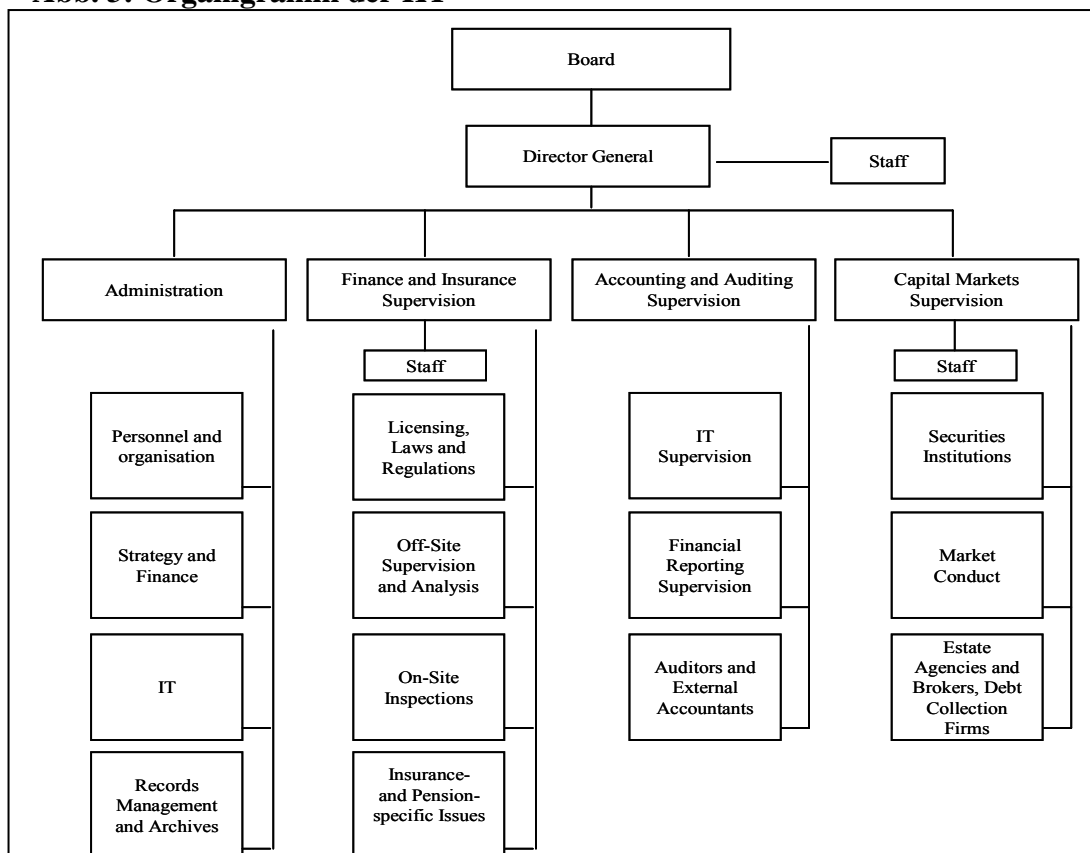 Abb. Organigramm der
Board
Director General
Staff
Administration
Finance and Insurance
Supervision
Accounting and Auditing
Supervision
Capital Markets
Supervision
Staff
Staff
Personnel and
organisation
Licensing,
Laws and
Regulations
IT
Supervision
Securities
Institutions
Strategy and
Finance
Off-Site
Supervision
and Analysis
Financial
Reporting
Supervision
Market
Conduct
IT
On-Site
Inspections
Auditors and
External
Accountants
Estate
Agencies and
Brokers, Debt
Collection
Firms
Records
Management
and Archives
Insurance-
and Pension-
specific Issues